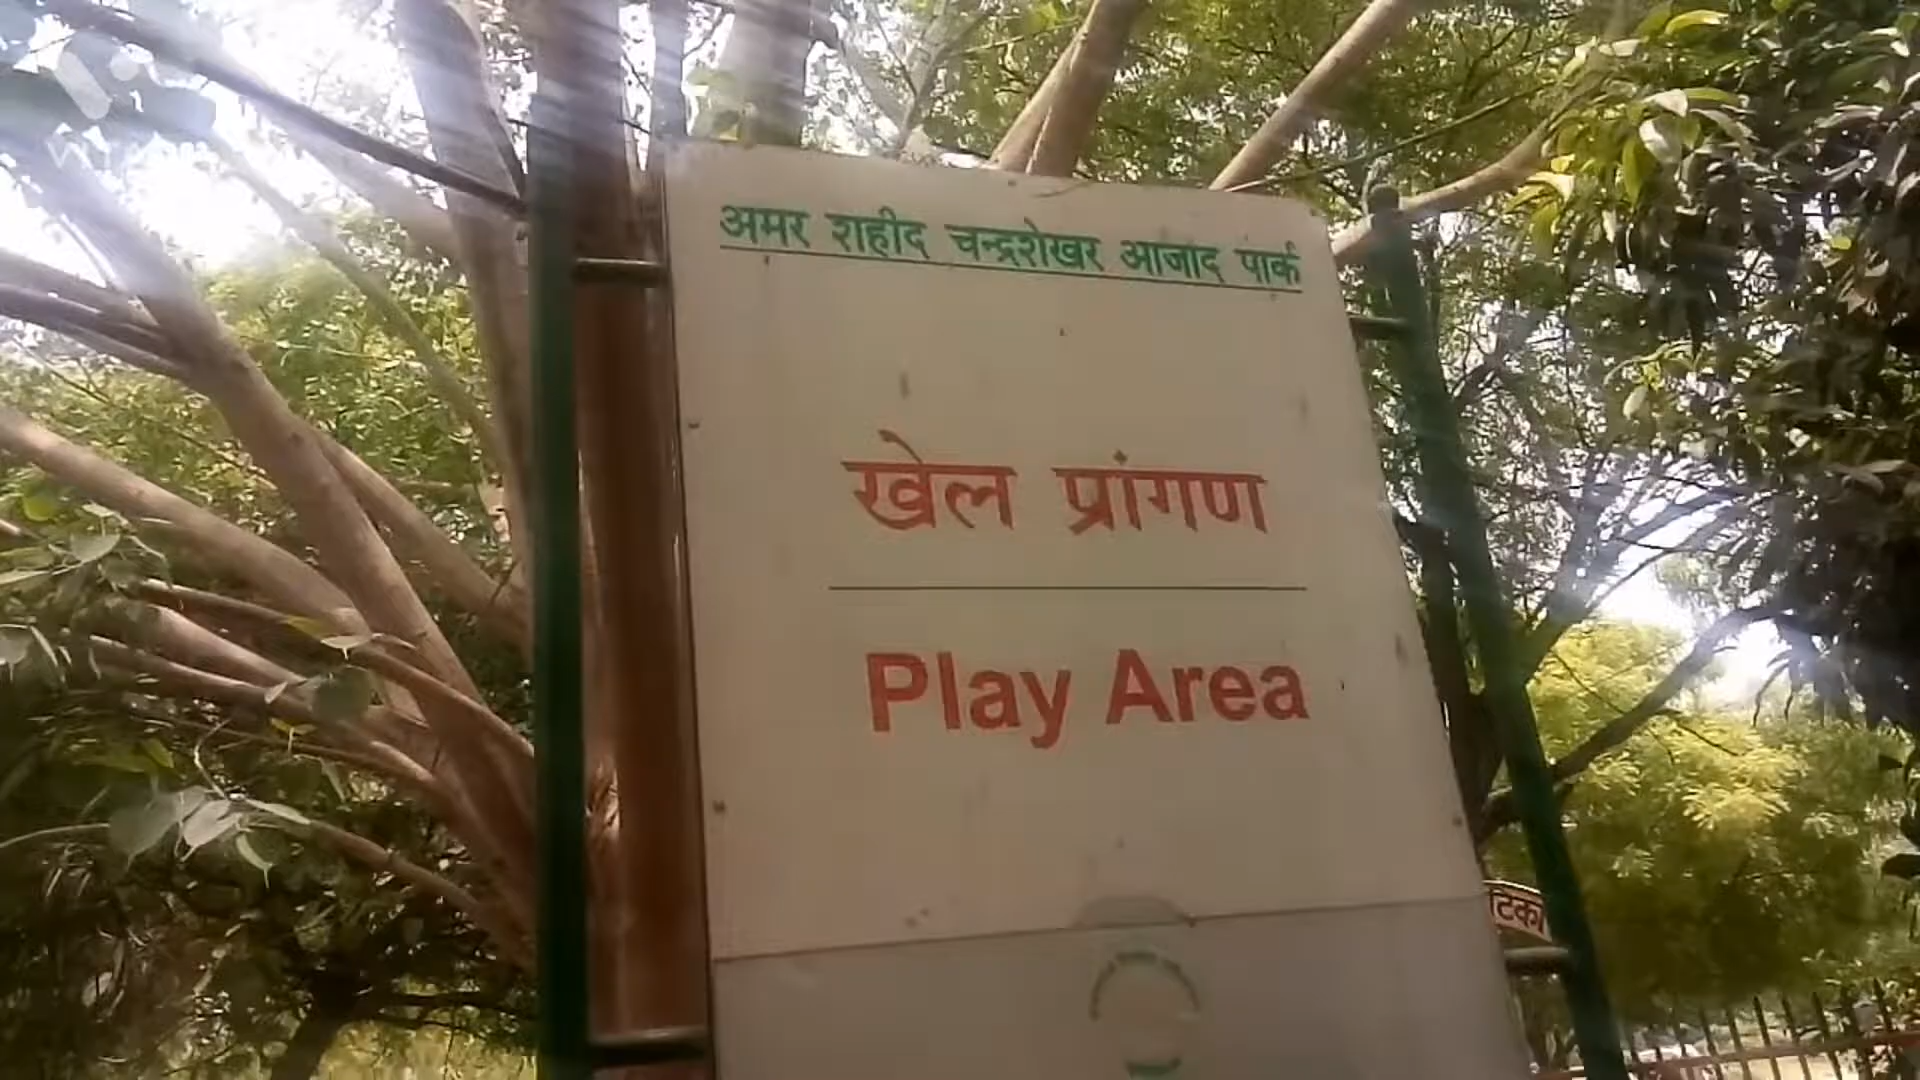 अमर शहीद चन्द्रशेखर आजाद पार्क
खेल प्रांगण
Play Area